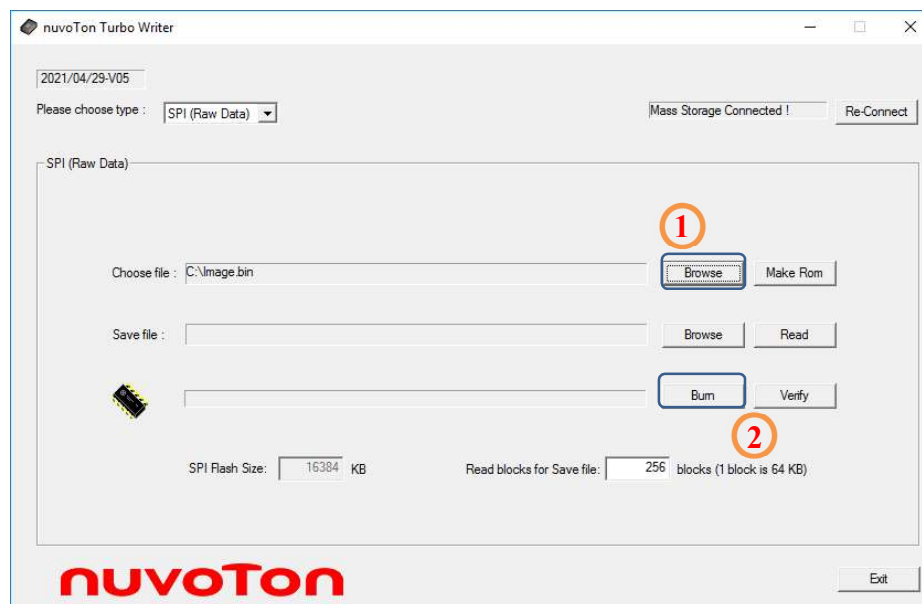 nuvoTon Turbo Writer
2021/04/29-V05
Please choose type : SPI (Raw Data) Mass Storage Connected ! Re-Connect
SPI (Raw Data)
1
Choose file : C:\Image.bin Browse Make Rom
Save file : Browse Read
Burn Verify
2
SPI Flash Size: 16384 KB Read blocks for Save file: 256 blocks (1 block is 64 KB)
nuvoTon Exit